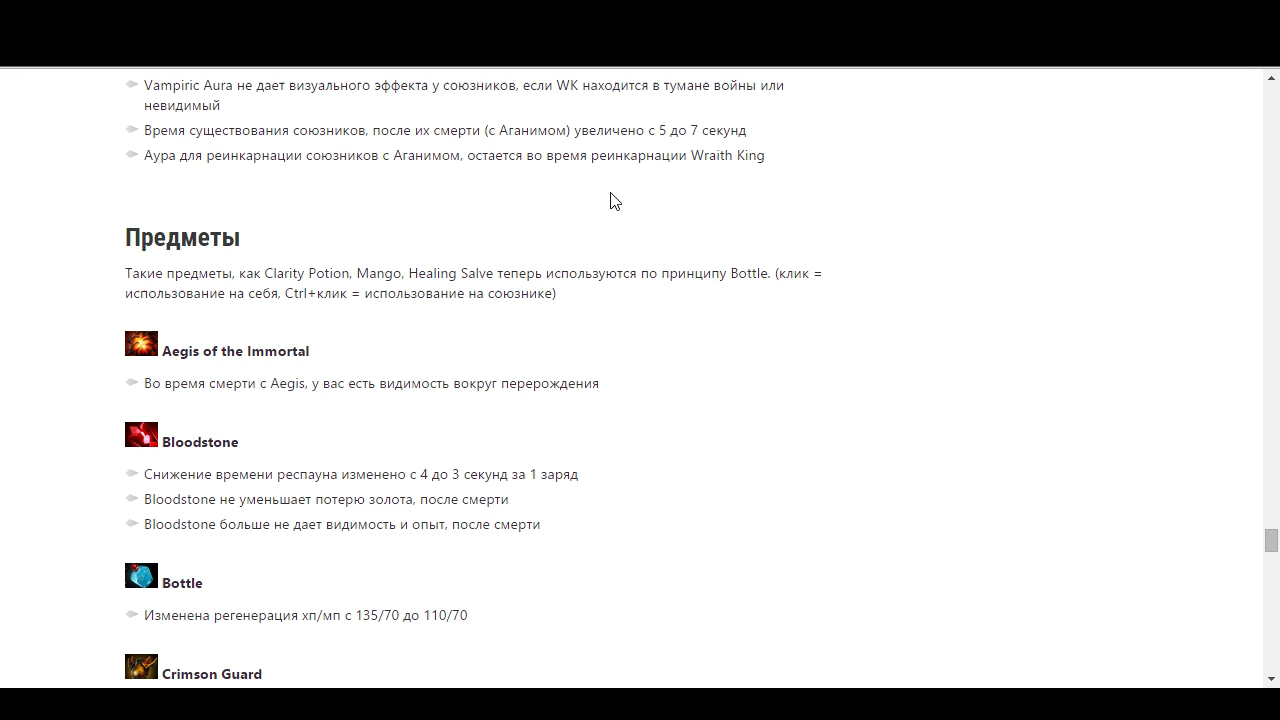 Vampiric Aura не дает визуального эффекта у союзников, если WK находится в тумане войны или
невидимый
Время существования союзников, после их смерти (с Аганимом) увеличено с 5 до 7 секунд
Аура для реинкарнации союзников с Аганимом, остается во время реинкарнации Wraith King
Предметы
Такие предметы, как Clarity Potion, Mango, Healing Salve теперь используются по принципу Bottle. (клик =
использование на себя, Ctrl+клик = использование на союзнике)
Aegis of the Immortal
Во время смерти с Aegis, у вас есть видимость вокруг перерождения
Bloodstone
Снижение времени респауна изменено с 4 до 3 секунд за 1 заряд
Bloodstone не уменьшает потерю золота, после смерти
Bloodstone больше не дает видимость и опыт, после смерти
Bottle
Изменена регенерация хп/мп с 135/70 до 110/70
Crimson Guard